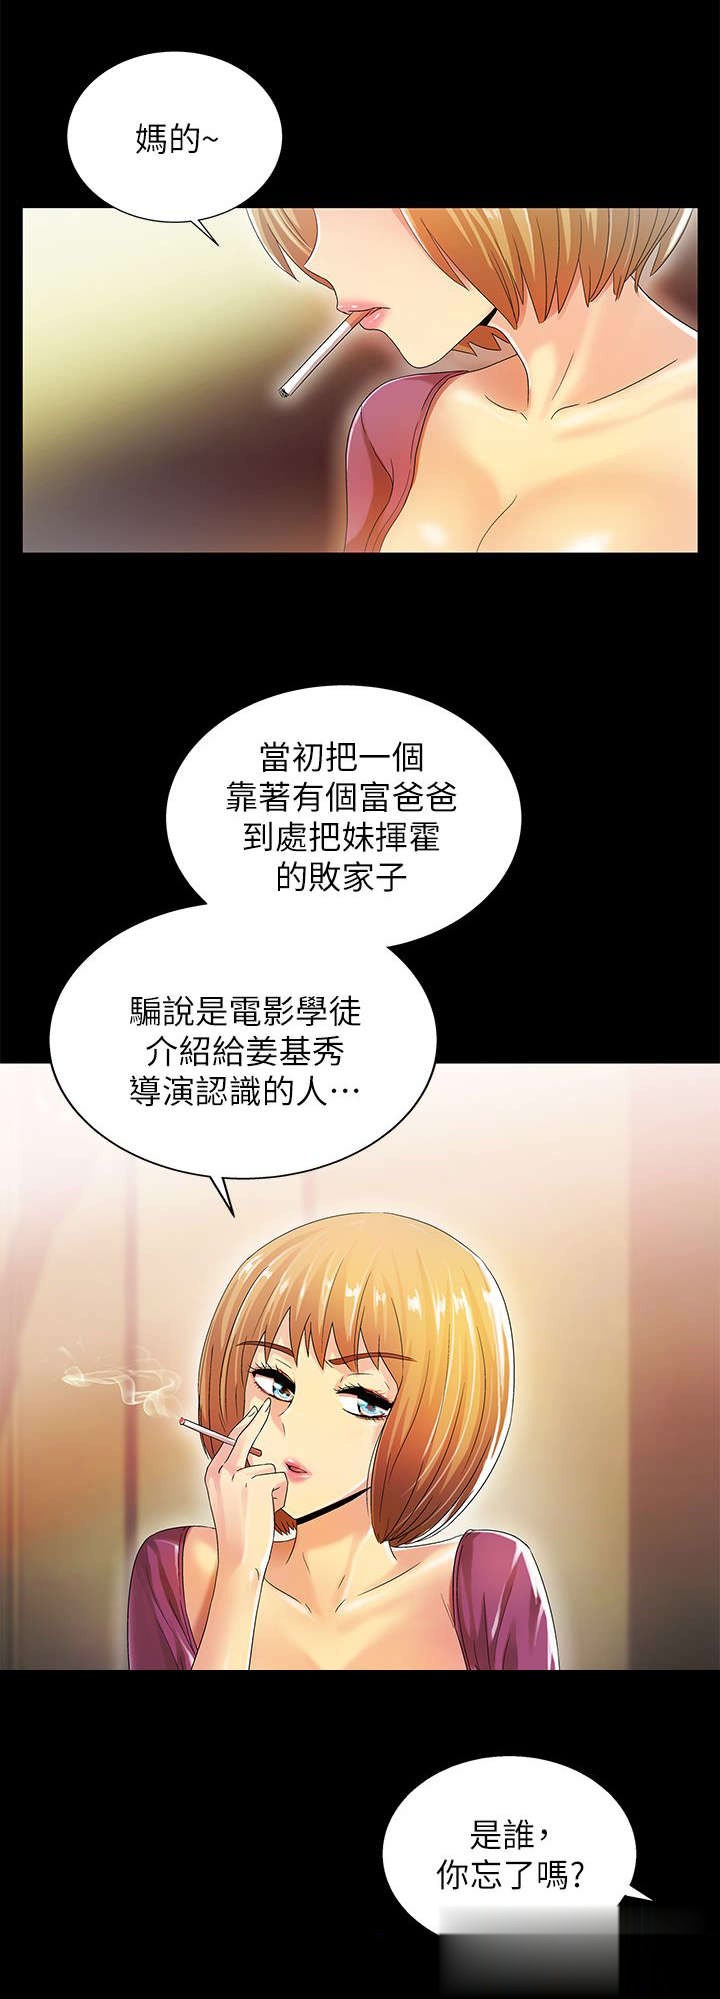 媽的~
當初把一個
靠著有個富爸爸
到處把妹揮霍
的敗家子
騙說是電影學徒
介紹給姜基秀
導演認識的人⋯
是誰,
你忘了嗎?